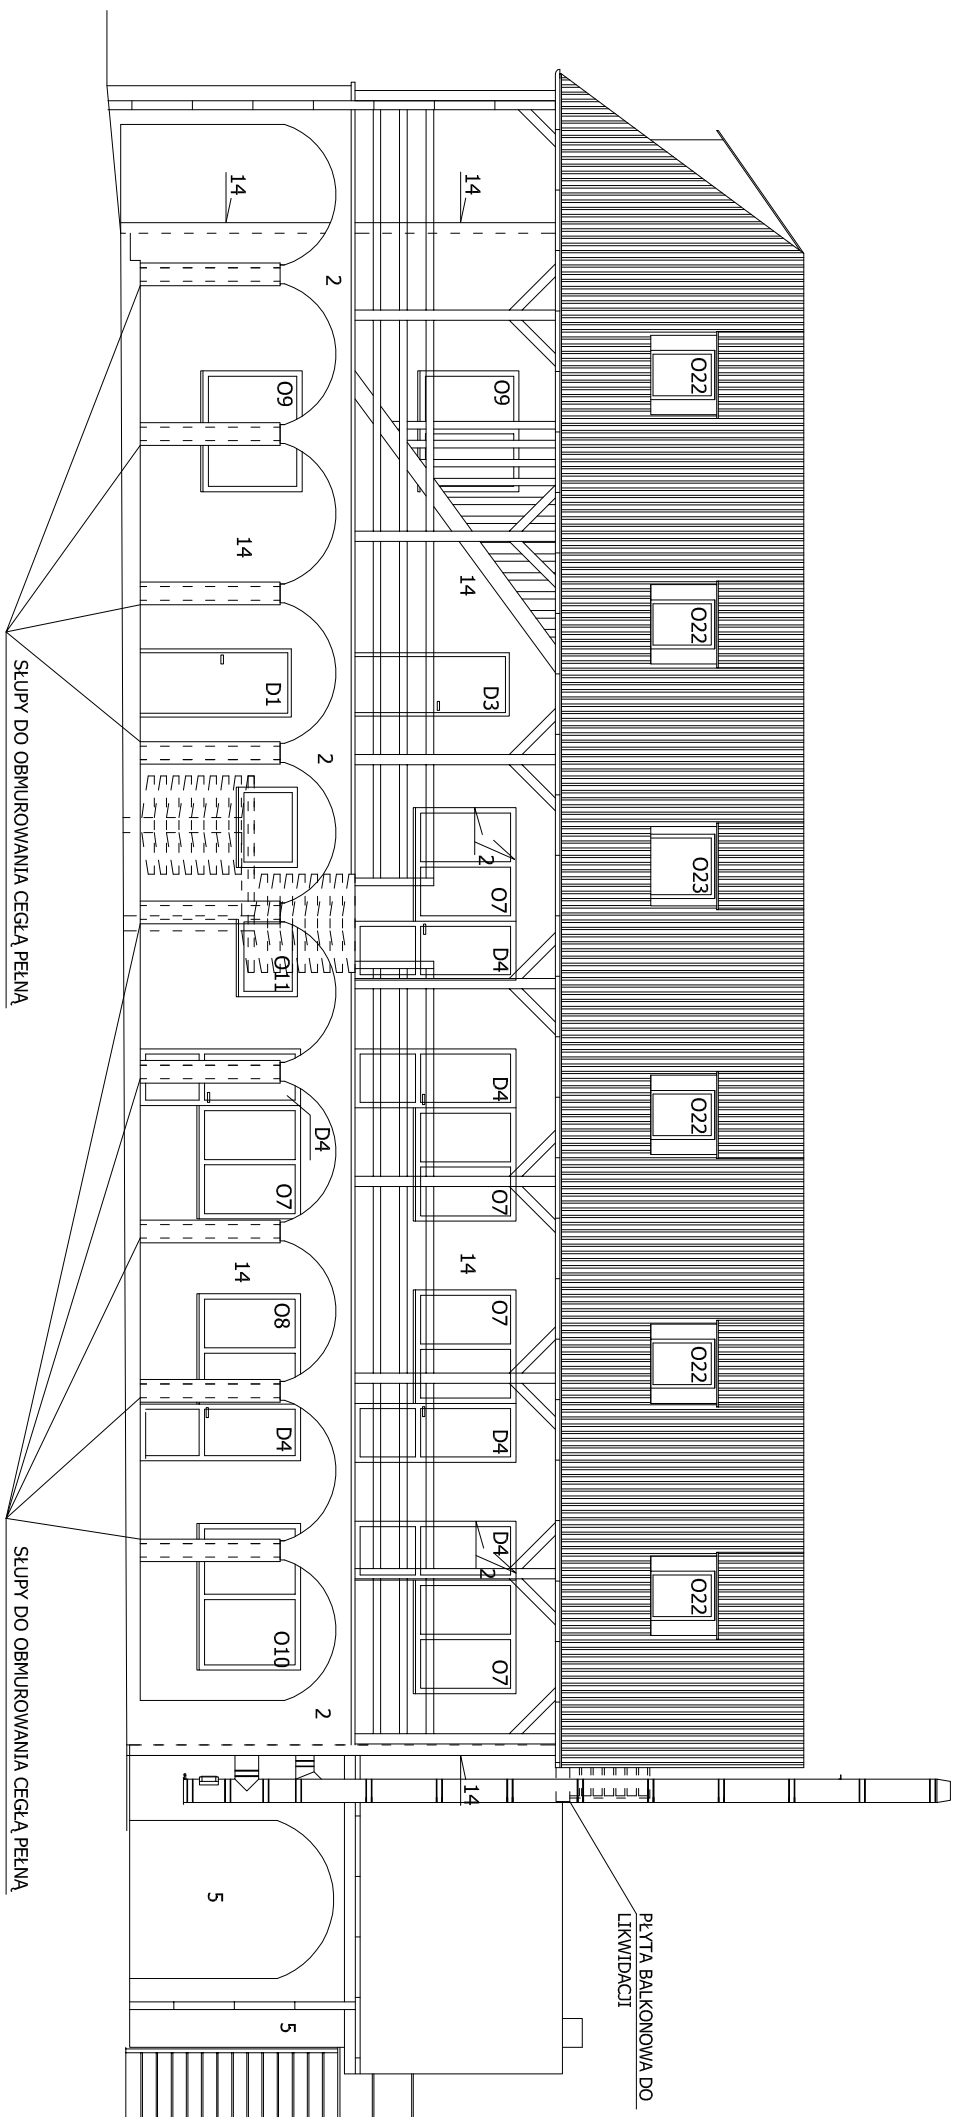 O22
O22
O23
O22
O22
O22
PŁYTA BALKONOWA DO
LIKWIDACJI
14
O9
14
D3
2
O7
D4
D4
O7
14
O7
D4
D4
2
O7
14
14
2
O9
14
D1
2
O11
D4
O7
14
O8
D4
O10
2
5
5
SŁUPY DO OBMUROWANIA CEGŁĄ PEŁNĄ
SŁUPY DO OBMUROWANIA CEGŁĄ PEŁNĄ